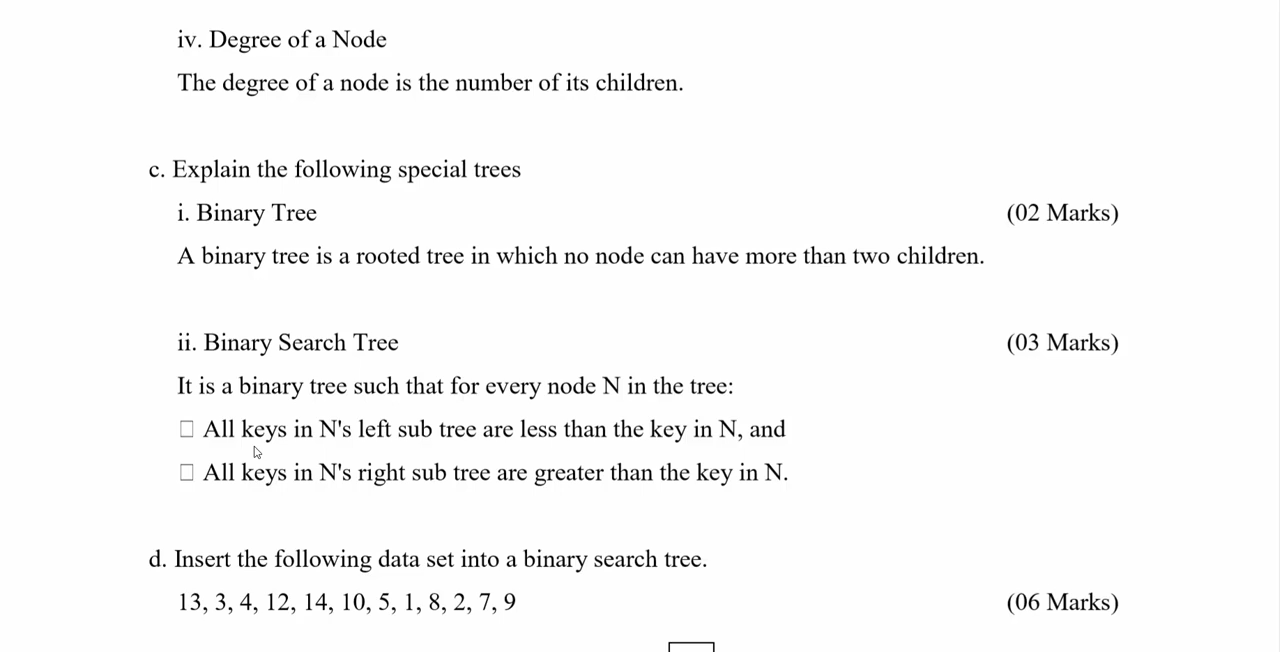 iv. Degree of a Node
The degree of a node is the number of its children.
c. Explain the following special trees
i. Binary Tree (02 Marks)
A binary tree is a rooted tree in which no node can have more than two children.
ii. Binary Search Tree (03 Marks)
It is a binary tree such that for every node N in the tree:
□ All keys in N's left sub tree are less than the key in N, and
□ All keys in N's right sub tree are greater than the key in N.
d. Insert the following data set into a binary search tree.
13, 3, 4, 12, 14, 10, 5, 1, 8, 2, 7, 9 (06 Marks)